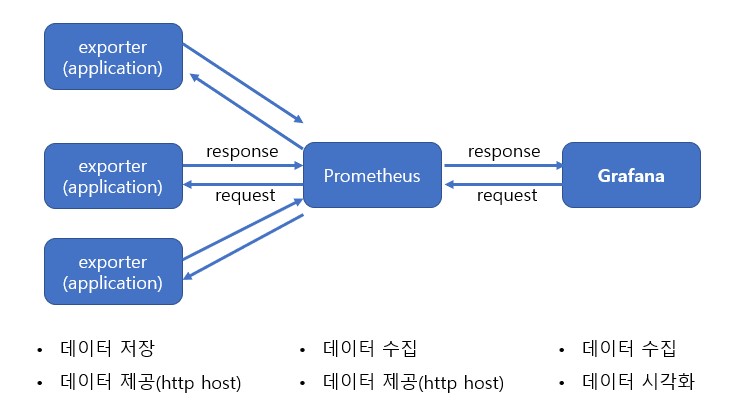 exporter
(application)
exporter
(application)
response
request
Prometheus
response
request
Grafana
exporter
(application)
• 데이터 저장
• 데이터 제공(http host)
• 데이터 수집
• 데이터 제공(http host)
• 데이터 수집
• 데이터 시각화